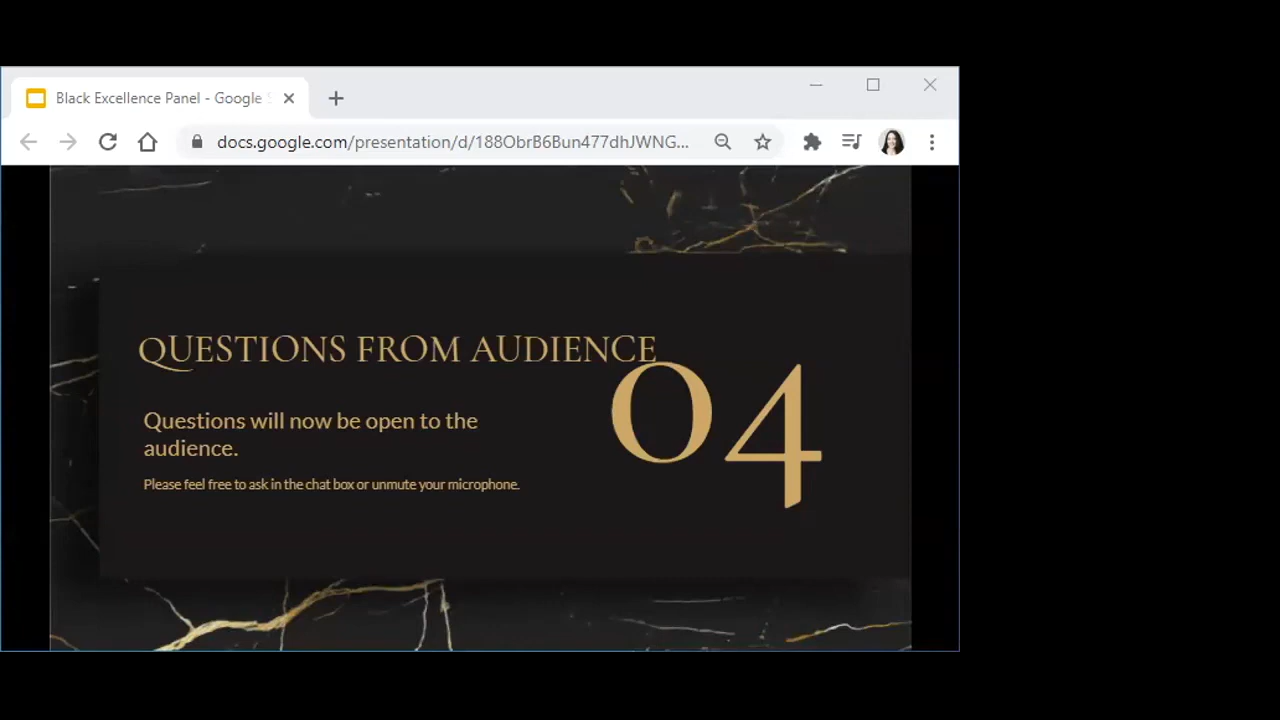 Black Excellence Panel - Google
docs.google.com/presentation/d/188ObrB6Bun477dhJWNG...
QUESTIONS FROM AUDIENCE
04
Questions will now be open to the
audience.
Please feel free to ask in the chat box or unmute your microphone.